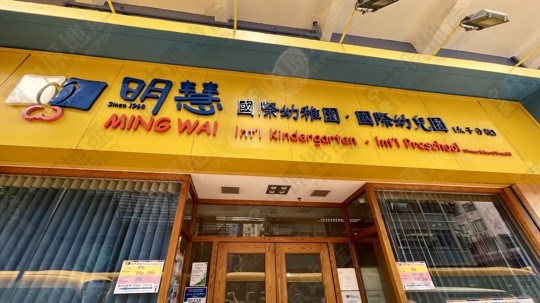 明慧
Since 1968
MING WAI
國際幼稚園·國際幼兒園
Int'l Kindergarten · Int'l Preschool